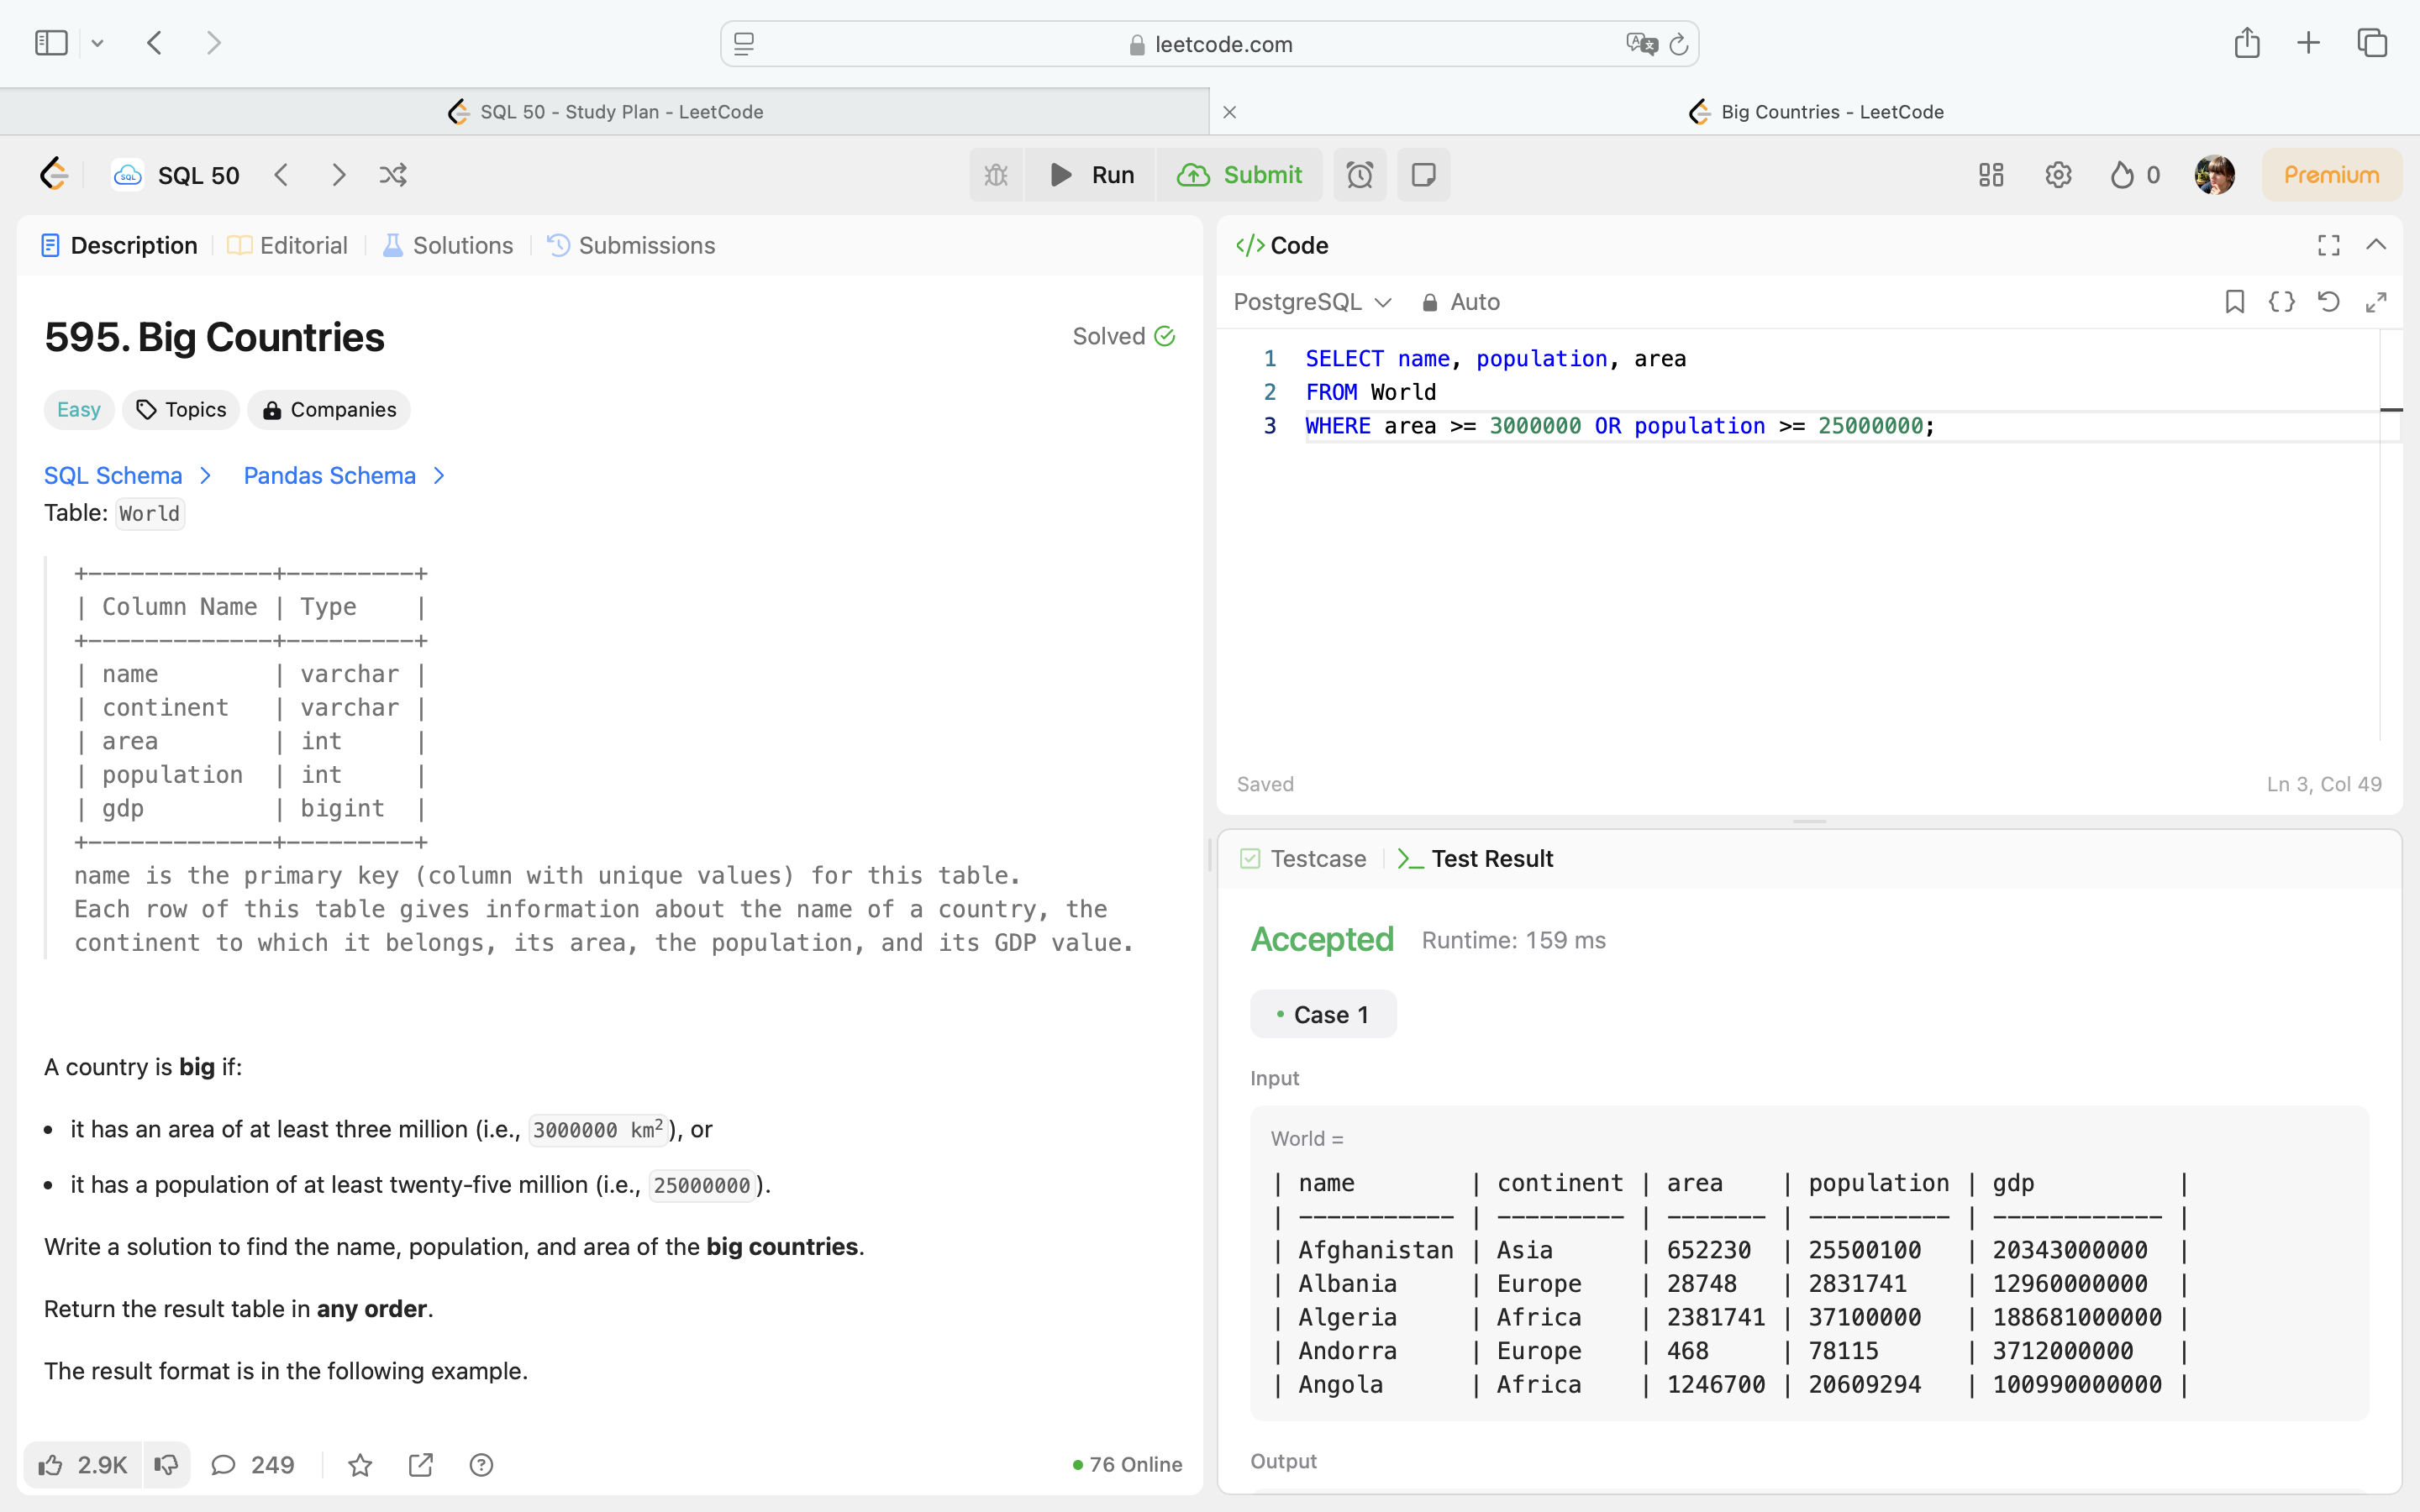 leetcode.com
SQL 50 - Study Plan - LeetCode
Big Countries - LeetCode
SQL 50
Run
Submit
0
Premium
Description
Editorial
Solutions
Submissions
595. Big Countries
Solved
Easy
Topics
Companies
SQL Schema
Pandas Schema
Table: World
+-------------+---------+
| Column Name | Type    |
+-------------+---------+
| name        | varchar |
| continent   | varchar |
| area        | int     |
| population  | int     |
| gdp         | bigint  |
+-------------+---------+
name is the primary key (column with unique values) for this table.
Each row of this table gives information about the name of a country, the
continent to which it belongs, its area, the population, and its GDP value.
A country is big if:
• it has an area of at least three million (i.e., 3000000 km²), or
• it has a population of at least twenty-five million (i.e., 25000000).
Write a solution to find the name, population, and area of the big countries.
Return the result table in any order.
The result format is in the following example.
2.9K
249
76 Online
</> Code
PostgreSQL
Auto
1 SELECT name, population, area
2 FROM World
3 WHERE area >= 3000000 OR population >= 25000000;
Saved
Ln 3, Col 49
Testcase
Test Result
Accepted
Runtime: 159 ms
Case 1
Input
World =
| name        | continent | area    | population | gdp          |
| ----------- | --------- | ------- | ---------- | ------------ |
| Afghanistan | Asia      | 652230  | 25500100   | 20343000000  |
| Albania     | Europe    | 28748   | 2831741    | 12960000000  |
| Algeria     | Africa    | 2381741 | 37100000   | 188681000000 |
| Andorra     | Europe    | 468     | 78115      | 3712000000   |
| Angola      | Africa    | 1246700 | 20609294   | 100990000000 |
Output